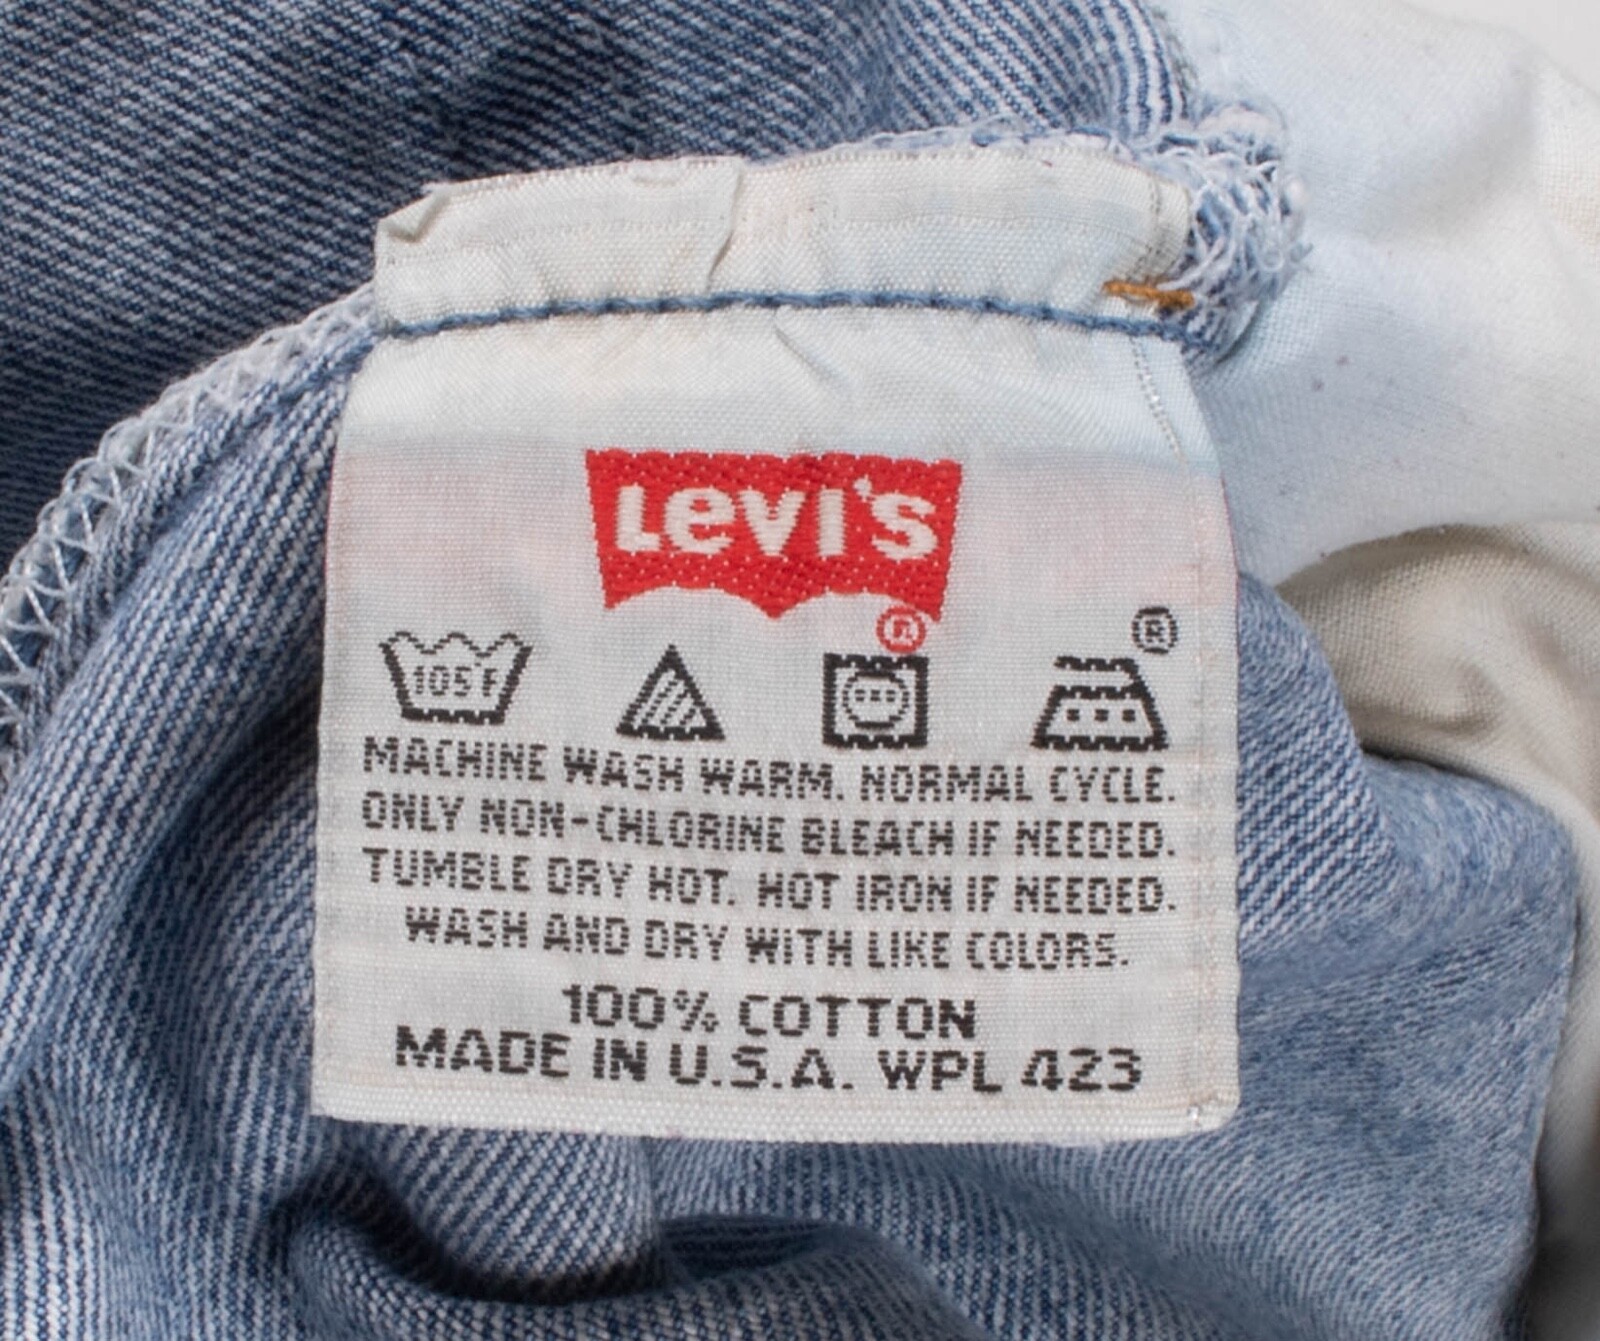 LEVI'S
®
®
105°F
MACHINE WASH WARM. NORMAL CYCLE.
ONLY NON-CHLORINE BLEACH IF NEEDED.
TUMBLE DRY HOT. HOT IRON IF NEEDED.
WASH AND DRY WITH LIKE COLORS.
100% COTTON
MADE IN U.S.A. WPL 423